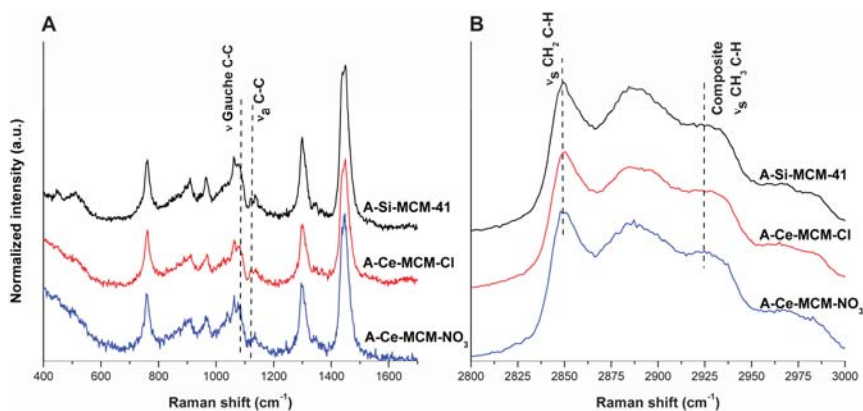 A
B
Normalized intensity (a.u.)
ν Gauche C-C
νa C-C
A-Si-MCM-41
A-Ce-MCM-Cl
A-Ce-MCM-NO3
400 600 800 1000 1200 1400 1600
Raman shift (cm-1)
νs CH2 C-H
Composite
νs CH3 C-H
A-Si-MCM-41
A-Ce-MCM-Cl
A-Ce-MCM-NO3
2800 2825 2850 2875 2900 2925 2950 2975 3000
Raman shift (cm-1)